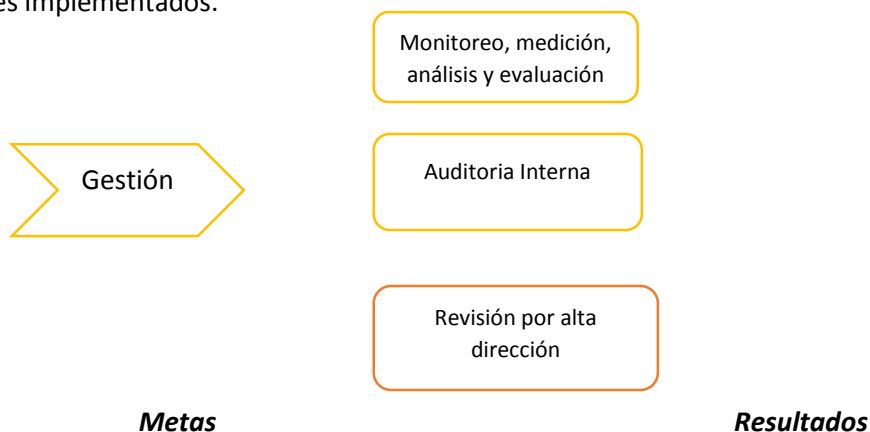 es implementados.
Monitoreo, medición,
análisis y evaluación
Gestión
Auditoria Interna
Revisión por alta
dirección
Metas
Resultados